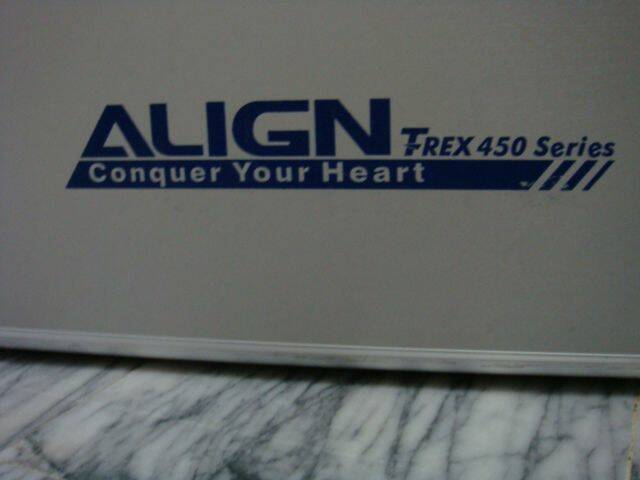 ALIGN T-REX 450 Series
Conquer Your Heart